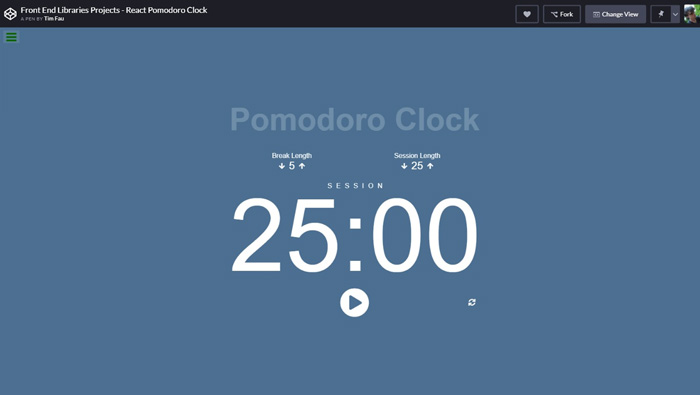 Front End Libraries Projects - React Pomodoro Clock
A PEN BY Tim Fau
Fork
Change View
Pomodoro Clock
Break Length
5
Session Length
25
SESSION
25:00